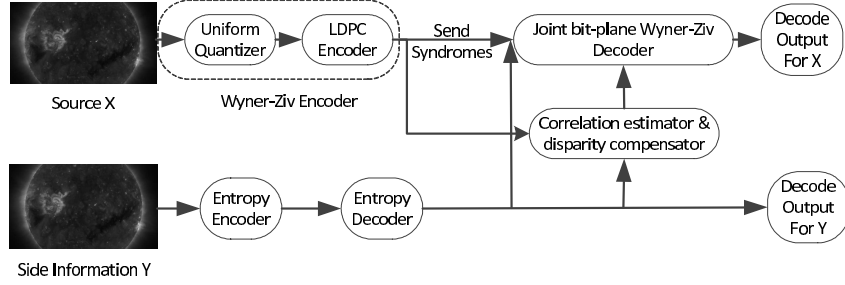 Uniform
Quantizer
LDPC
Encoder
Send
Syndromes
Joint bit-plane Wyner-Ziv
Decoder
Decode
Output
For X
Source X
Wyner-Ziv Encoder
Correlation estimator &
disparity compensator
Entropy
Encoder
Entropy
Decoder
Decode
Output
For Y
Side Information Y